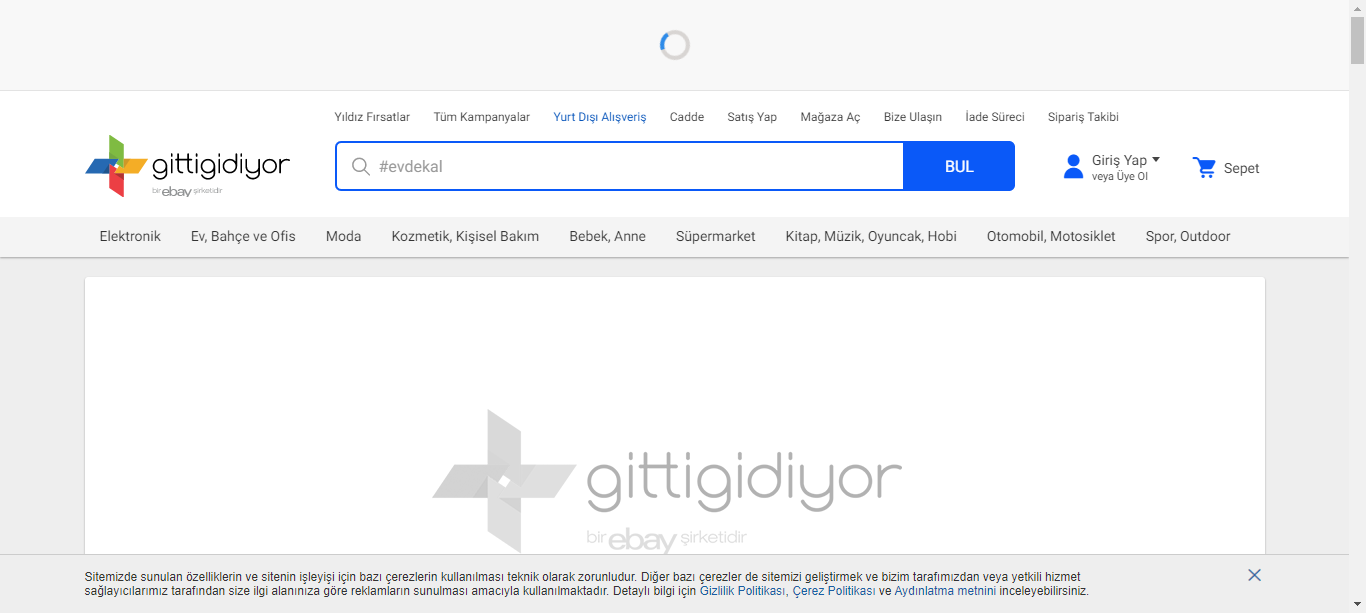 Yıldız Fırsatlar Tüm Kampanyalar Yurt Dışı Alışveriş Cadde Satış Yap Mağaza Aç Bize Ulaşın İade Süreci Sipariş Takibi
gittigidiyor
bir ebay şirketidir
#evdekal
BUL
Giriş Yap
veya Üye Ol
Sepet
Elektronik Ev, Bahçe ve Ofis Moda Kozmetik, Kişisel Bakım Bebek, Anne Süpermarket Kitap, Müzik, Oyuncak, Hobi Otomobil, Motosiklet Spor, Outdoor
gittigidiyor
bir ebay şirketidir
Sitemizde sunulan özelliklerin ve sitenin işleyişi için bazı çerezlerin kullanılması teknik olarak zorunludur. Diğer bazı çerezler de sitemizi geliştirmek ve bizim tarafımızdan veya yetkili hizmet
sağlayıcılarımız tarafından size ilgi alanınıza göre reklamların sunulması amacıyla kullanılmaktadır. Detaylı bilgi için Gizlilik Politikası, Çerez Politikası ve Aydınlatma metnini inceleyebilirsiniz.